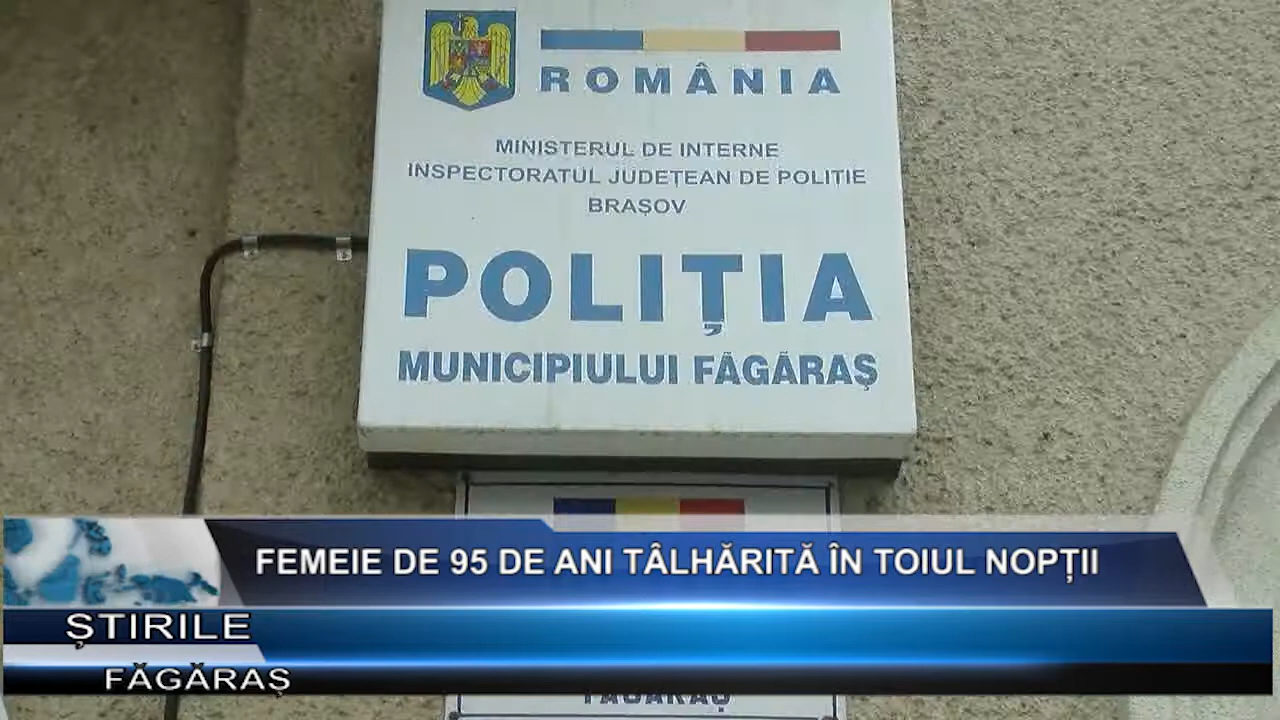 ROMÂNIA
MINISTERUL DE INTERNE
INSPECTORATUL JUDEȚEAN DE POLIȚIE
BRAȘOV
POLIȚIA
MUNICIPIULUI FĂGĂRAȘ
FEMEIE DE 95 DE ANI TÂLHĂRITĂ ÎN TOIUL NOPȚII
ȘTIRILE
FĂGĂRAȘ
FĂGĂRAȘ